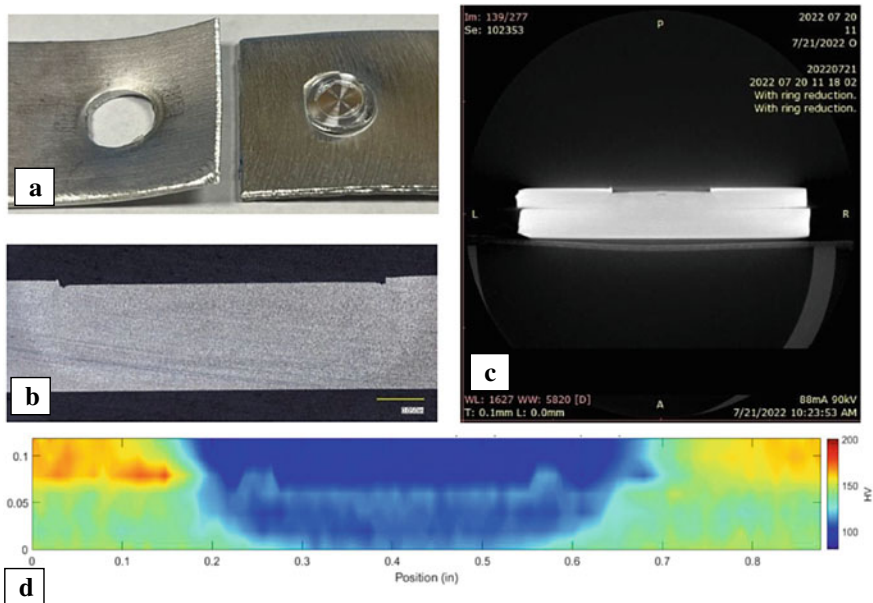 a
Im: 139/277
Se: 102353
2022 07 20
11
7/21/2022 O
20220721
2022 07 20 11 18 02
With ring reduction.
With ring reduction.
P
L
R
A
WL: 1627 WW: 5820 [D]
T: 0.1mm L: 0.0mm
88mA 90kV
7/21/2022 10:23:53 AM
c
b
0.1
0.05
0
0 0.1 0.2 0.3 0.4 0.5 0.6 0.7 0.8
Position (in)
200
150
100
HV
d